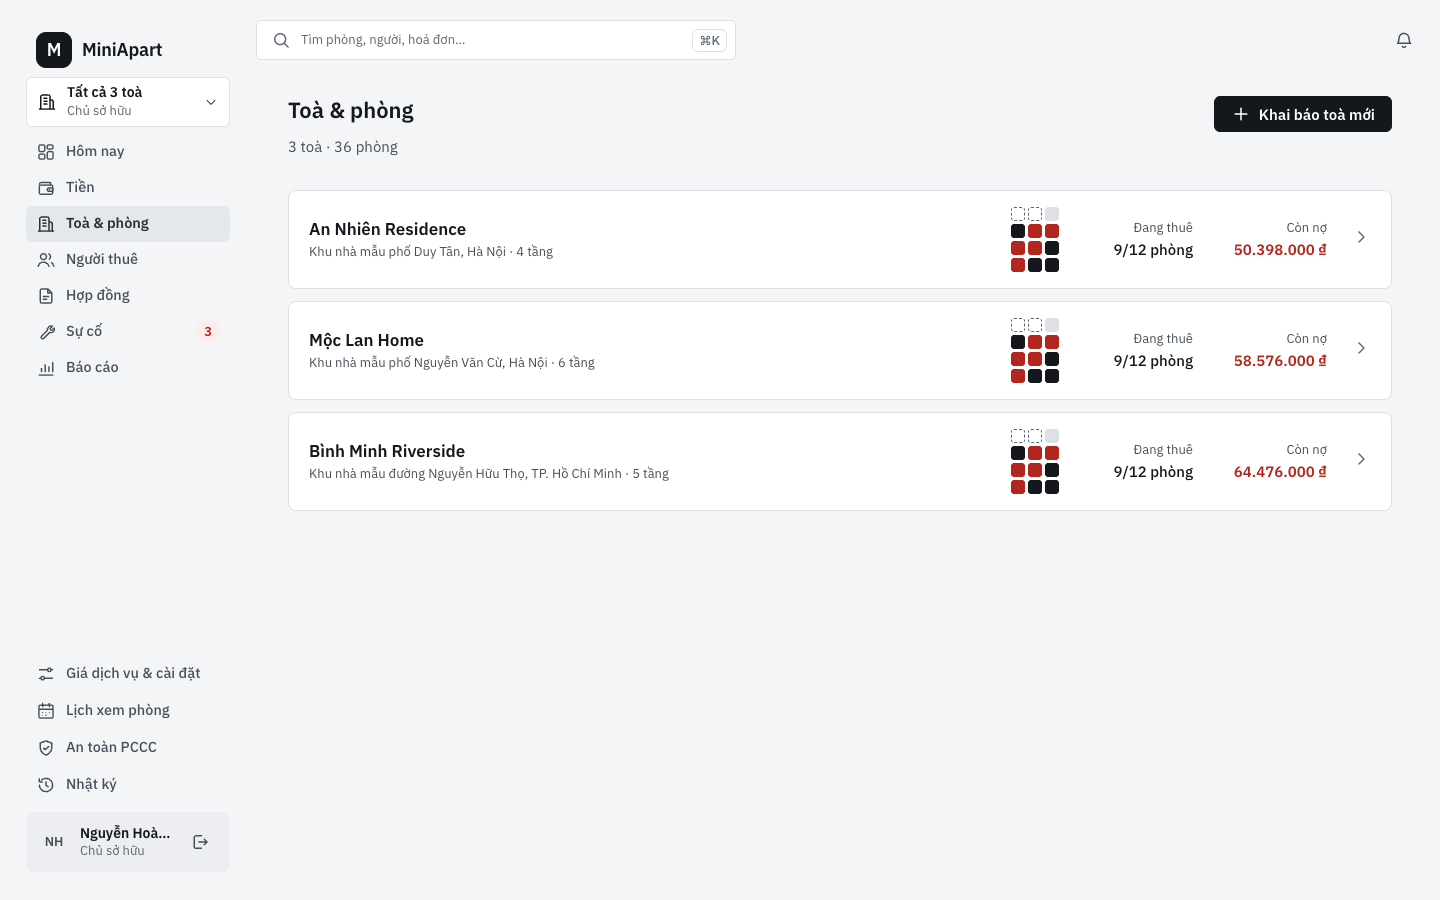 M MiniApart
Tất cả 3 toà
Chủ sở hữu
Hôm nay
Tiền
Toà & phòng
Người thuê
Hợp đồng
Sự cố 3
Báo cáo
Giá dịch vụ & cài đặt
Lịch xem phòng
An toàn PCCC
Nhật ký
NH
Nguyễn Hoà...
Chủ sở hữu
Tìm phòng, người, hoá đơn... ⌘K
Toà & phòng
3 toà · 36 phòng
Khai báo toà mới
An Nhiên Residence
Khu nhà mẫu phố Duy Tân, Hà Nội · 4 tầng
Đang thuê
9/12 phòng
Còn nợ
50.398.000 ₫
Mộc Lan Home
Khu nhà mẫu phố Nguyễn Văn Cừ, Hà Nội · 6 tầng
Đang thuê
9/12 phòng
Còn nợ
58.576.000 ₫
Bình Minh Riverside
Khu nhà mẫu đường Nguyễn Hữu Thọ, TP. Hồ Chí Minh · 5 tầng
Đang thuê
9/12 phòng
Còn nợ
64.476.000 ₫